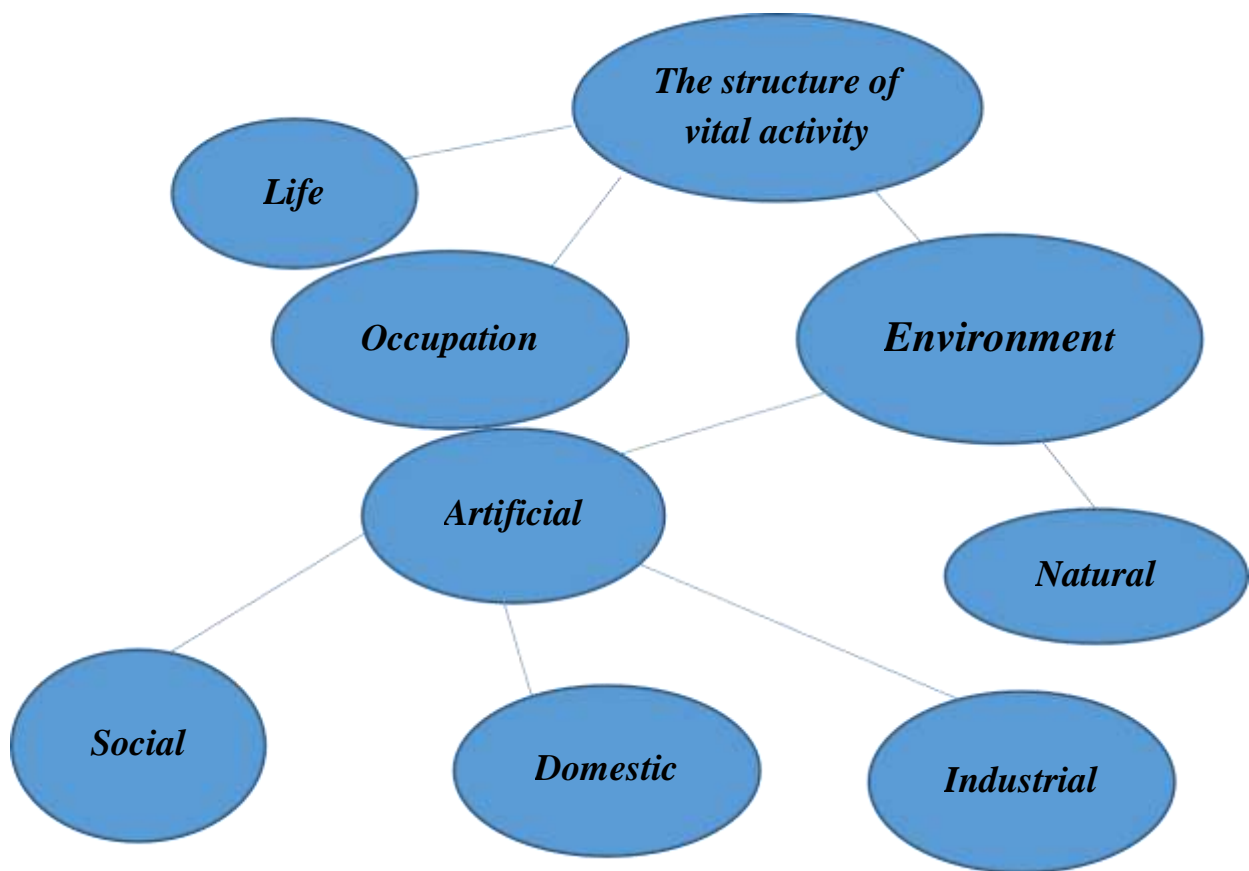 The structure of
vital activity
Life
Occupation
Environment
Artificial
Natural
Social
Domestic
Industrial